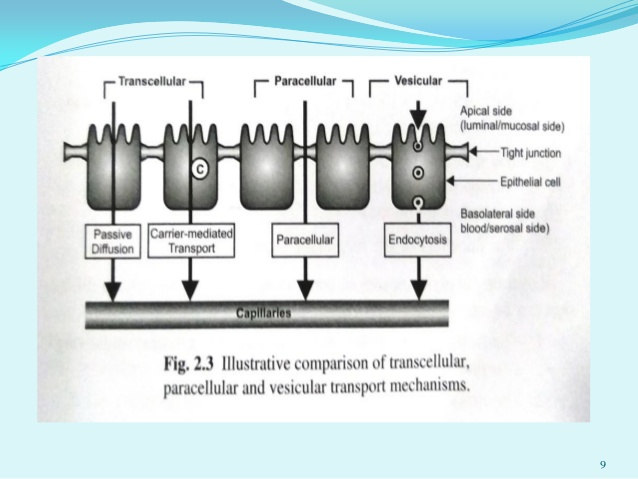 Transcellular
Paracellular
Vesicular
Apical side
(luminal/mucosal side)
Tight junction
C
Epithelial cell
Basolateral side
blood/serosal side)
Passive
Diffusion
Carrier-mediated
Transport
Paracellular
Endocytosis
Capillaries
Fig. 2.3 Illustrative comparison of transcellular,
paracellular and vesicular transport mechanisms.
9